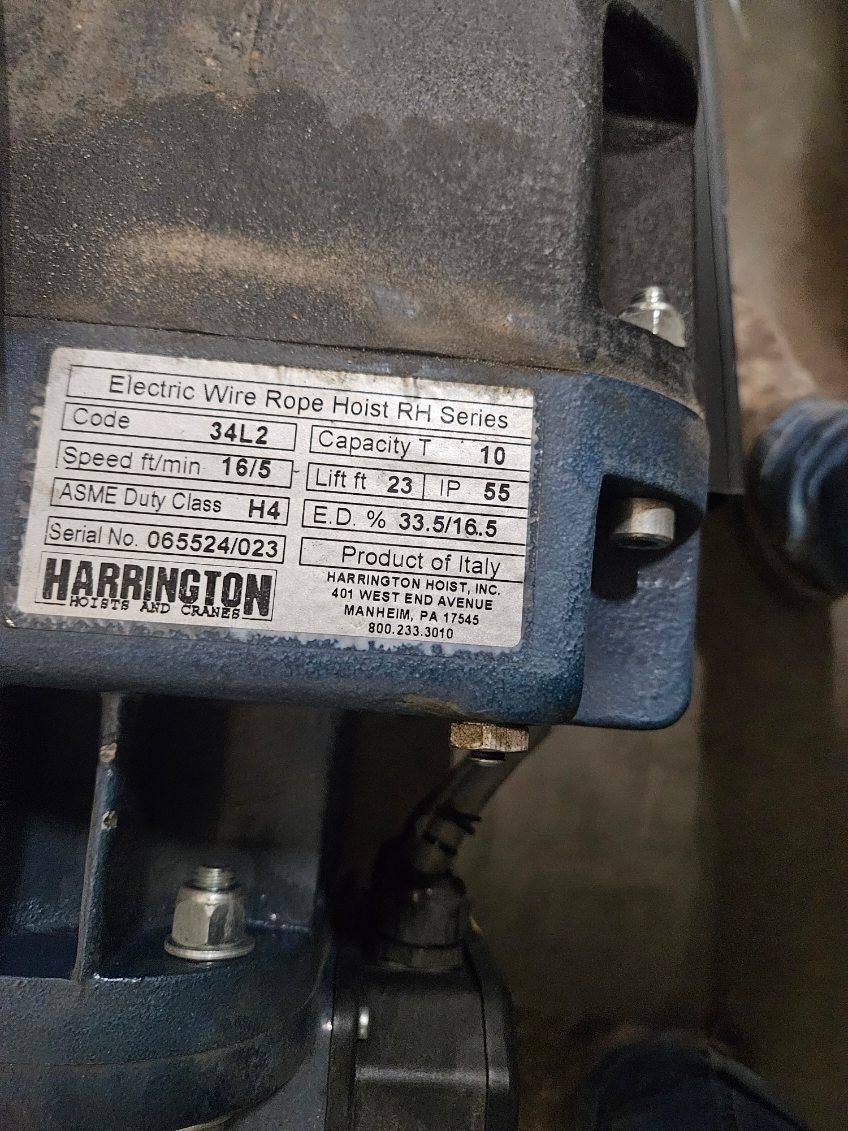 Electric Wire Rope Hoist RH Series
Code 34L2
Capacity T 10
Speed ft/min 16/5
Lift ft 23 IP 55
ASME Duty Class H4
E.D. % 33.5/16.5
Serial No. 065524/023
Product of Italy
HARRINGTON
HOISTS AND CRANES
HARRINGTON HOIST, INC.
401 WEST END AVENUE
MANHEIM, PA 17545
800.233.3010